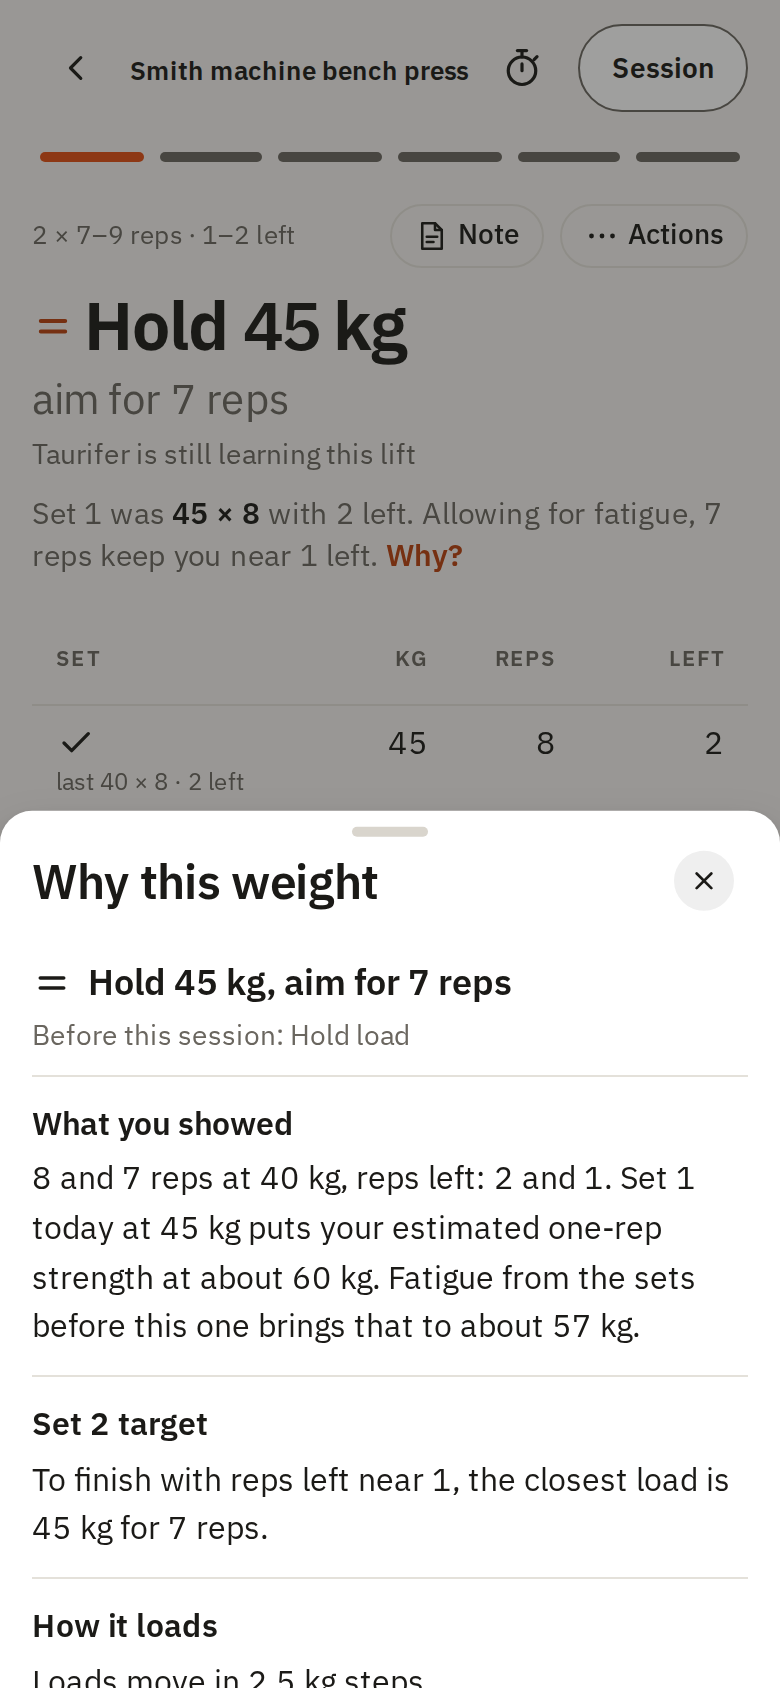 Smith machine bench press
Session
2 × 7–9 reps · 1–2 left
Note
··· Actions
= Hold 45 kg
aim for 7 reps
Taurifer is still learning this lift
Set 1 was 45 × 8 with 2 left. Allowing for fatigue, 7
reps keep you near 1 left. Why?
SET KG REPS LEFT
✓ 45 8 2
last 40 × 8 · 2 left
Why this weight
= Hold 45 kg, aim for 7 reps
Before this session: Hold load
What you showed
8 and 7 reps at 40 kg, reps left: 2 and 1. Set 1
today at 45 kg puts your estimated one-rep
strength at about 60 kg. Fatigue from the sets
before this one brings that to about 57 kg.
Set 2 target
To finish with reps left near 1, the closest load is
45 kg for 7 reps.
How it loads
Loads move in 2.5 kg steps